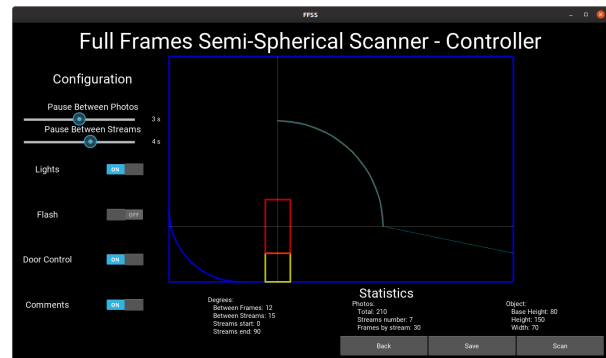 FFSS
Full Frames Semi-Spherical Scanner - Controller
Configuration
Pause Between Photos
3 s
Pause Between Streams
4 s
Lights
ON
Flash
OFF
Door Control
ON
Comments
ON
Statistics
Degrees:
Between Frames: 12
Between Streams: 15
Streams start: 0
Streams end: 90
Photos:
Total: 210
Streams number: 7
Frames by stream: 30
Object:
Base Height: 80
Height: 150
Width: 70
Back
Save
Scan